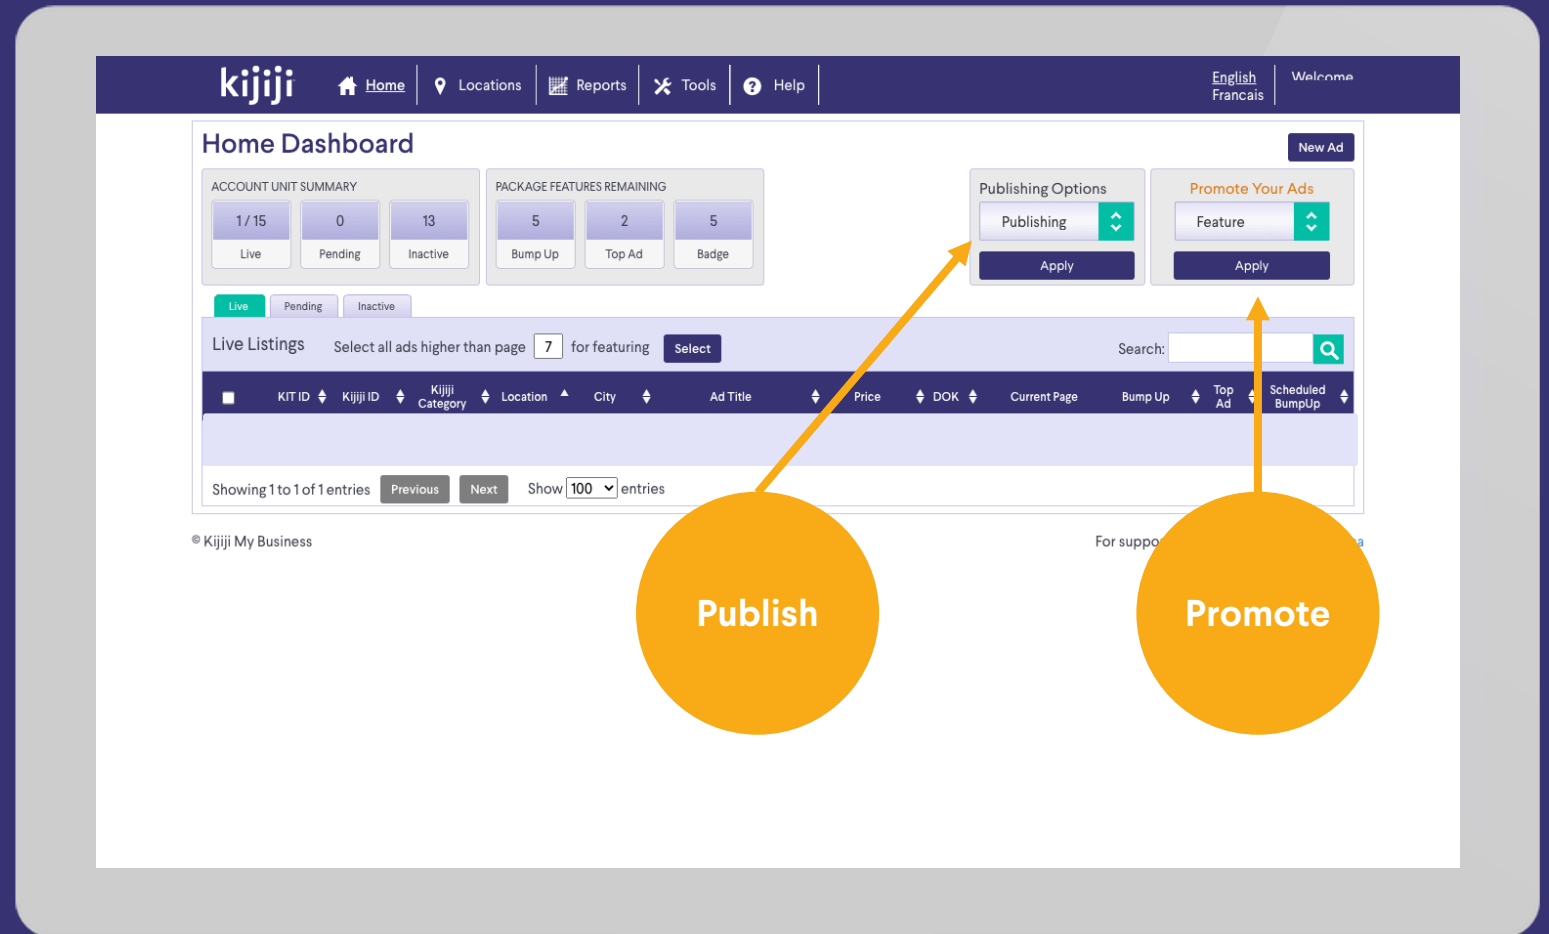 kijiji Home Locations Reports Tools Help English Welcome
Francais
Home Dashboard New Ad
ACCOUNT UNIT SUMMARY PACKAGE FEATURES REMAINING Publishing Options Promote Your Ads
1 / 15 0 13 5 2 5 Publishing Feature
Live Pending Inactive Bump Up Top Ad Badge Apply Apply
Live Pending Inactive
Live Listings Select all ads higher than page 7 for featuring Select Search:
KIT ID Kijiji ID Kijiji Category Location City Ad Title Price DOK Current Page Bump Up Top Ad Scheduled BumpUp
Showing 1 to 1 of 1 entries Previous Next Show 100 entries
© Kijiji My Business For
Publish Promote